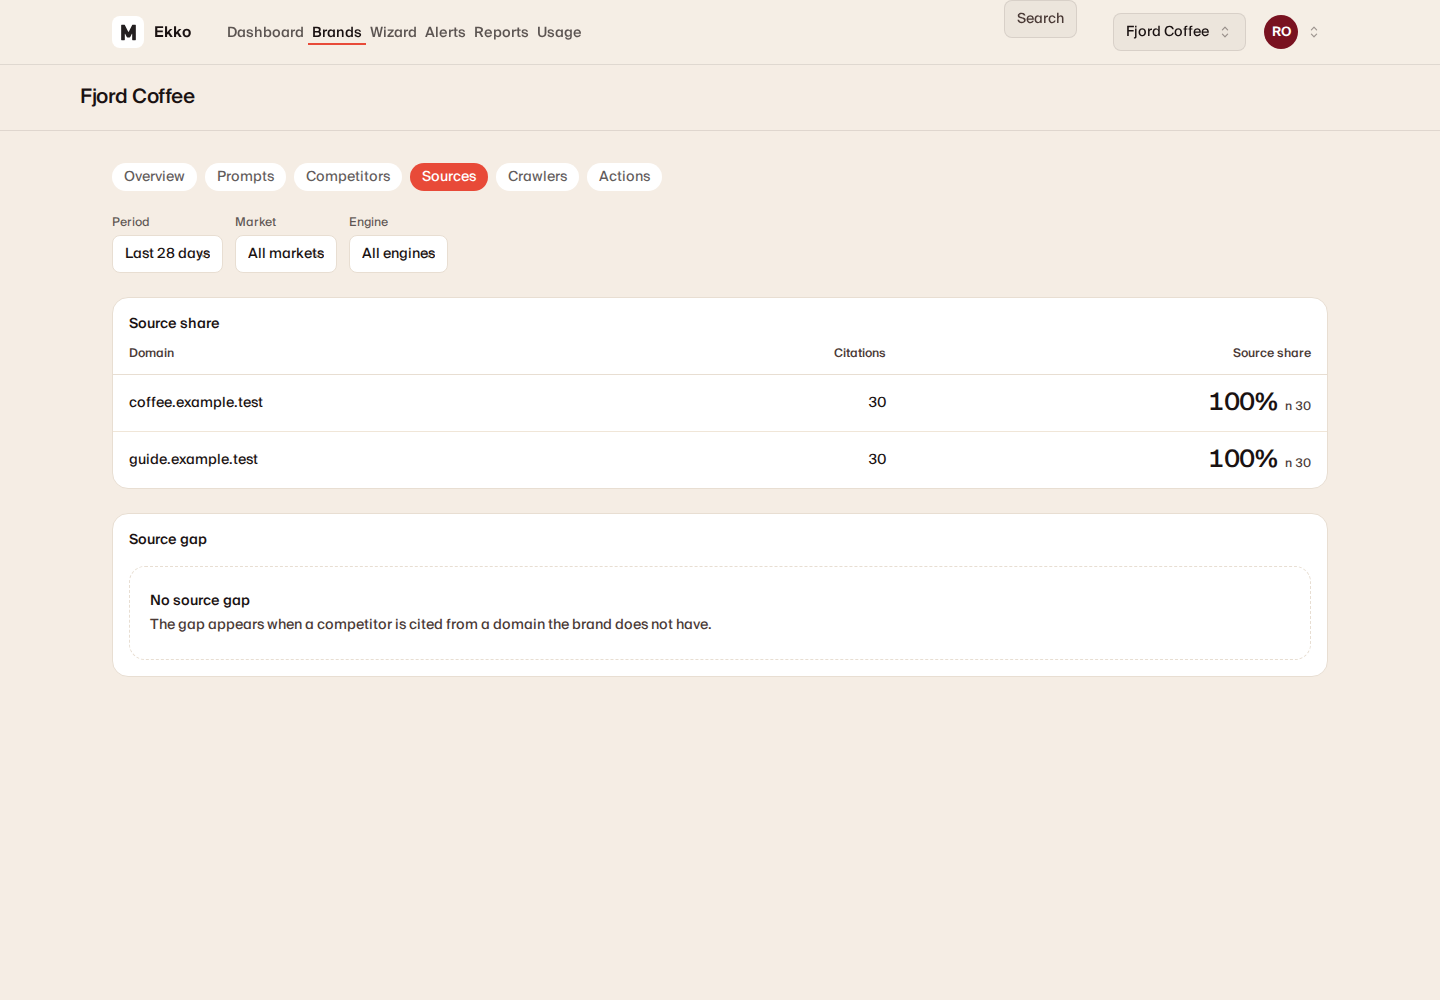 M Ekko Dashboard Brands Wizard Alerts Reports Usage Search Fjord Coffee RO
Fjord Coffee
Overview Prompts Competitors Sources Crawlers Actions
Period Market Engine
Last 28 days All markets All engines
Source share
Domain Citations Source share
coffee.example.test 30 100% n 30
guide.example.test 30 100% n 30
Source gap
No source gap
The gap appears when a competitor is cited from a domain the brand does not have.